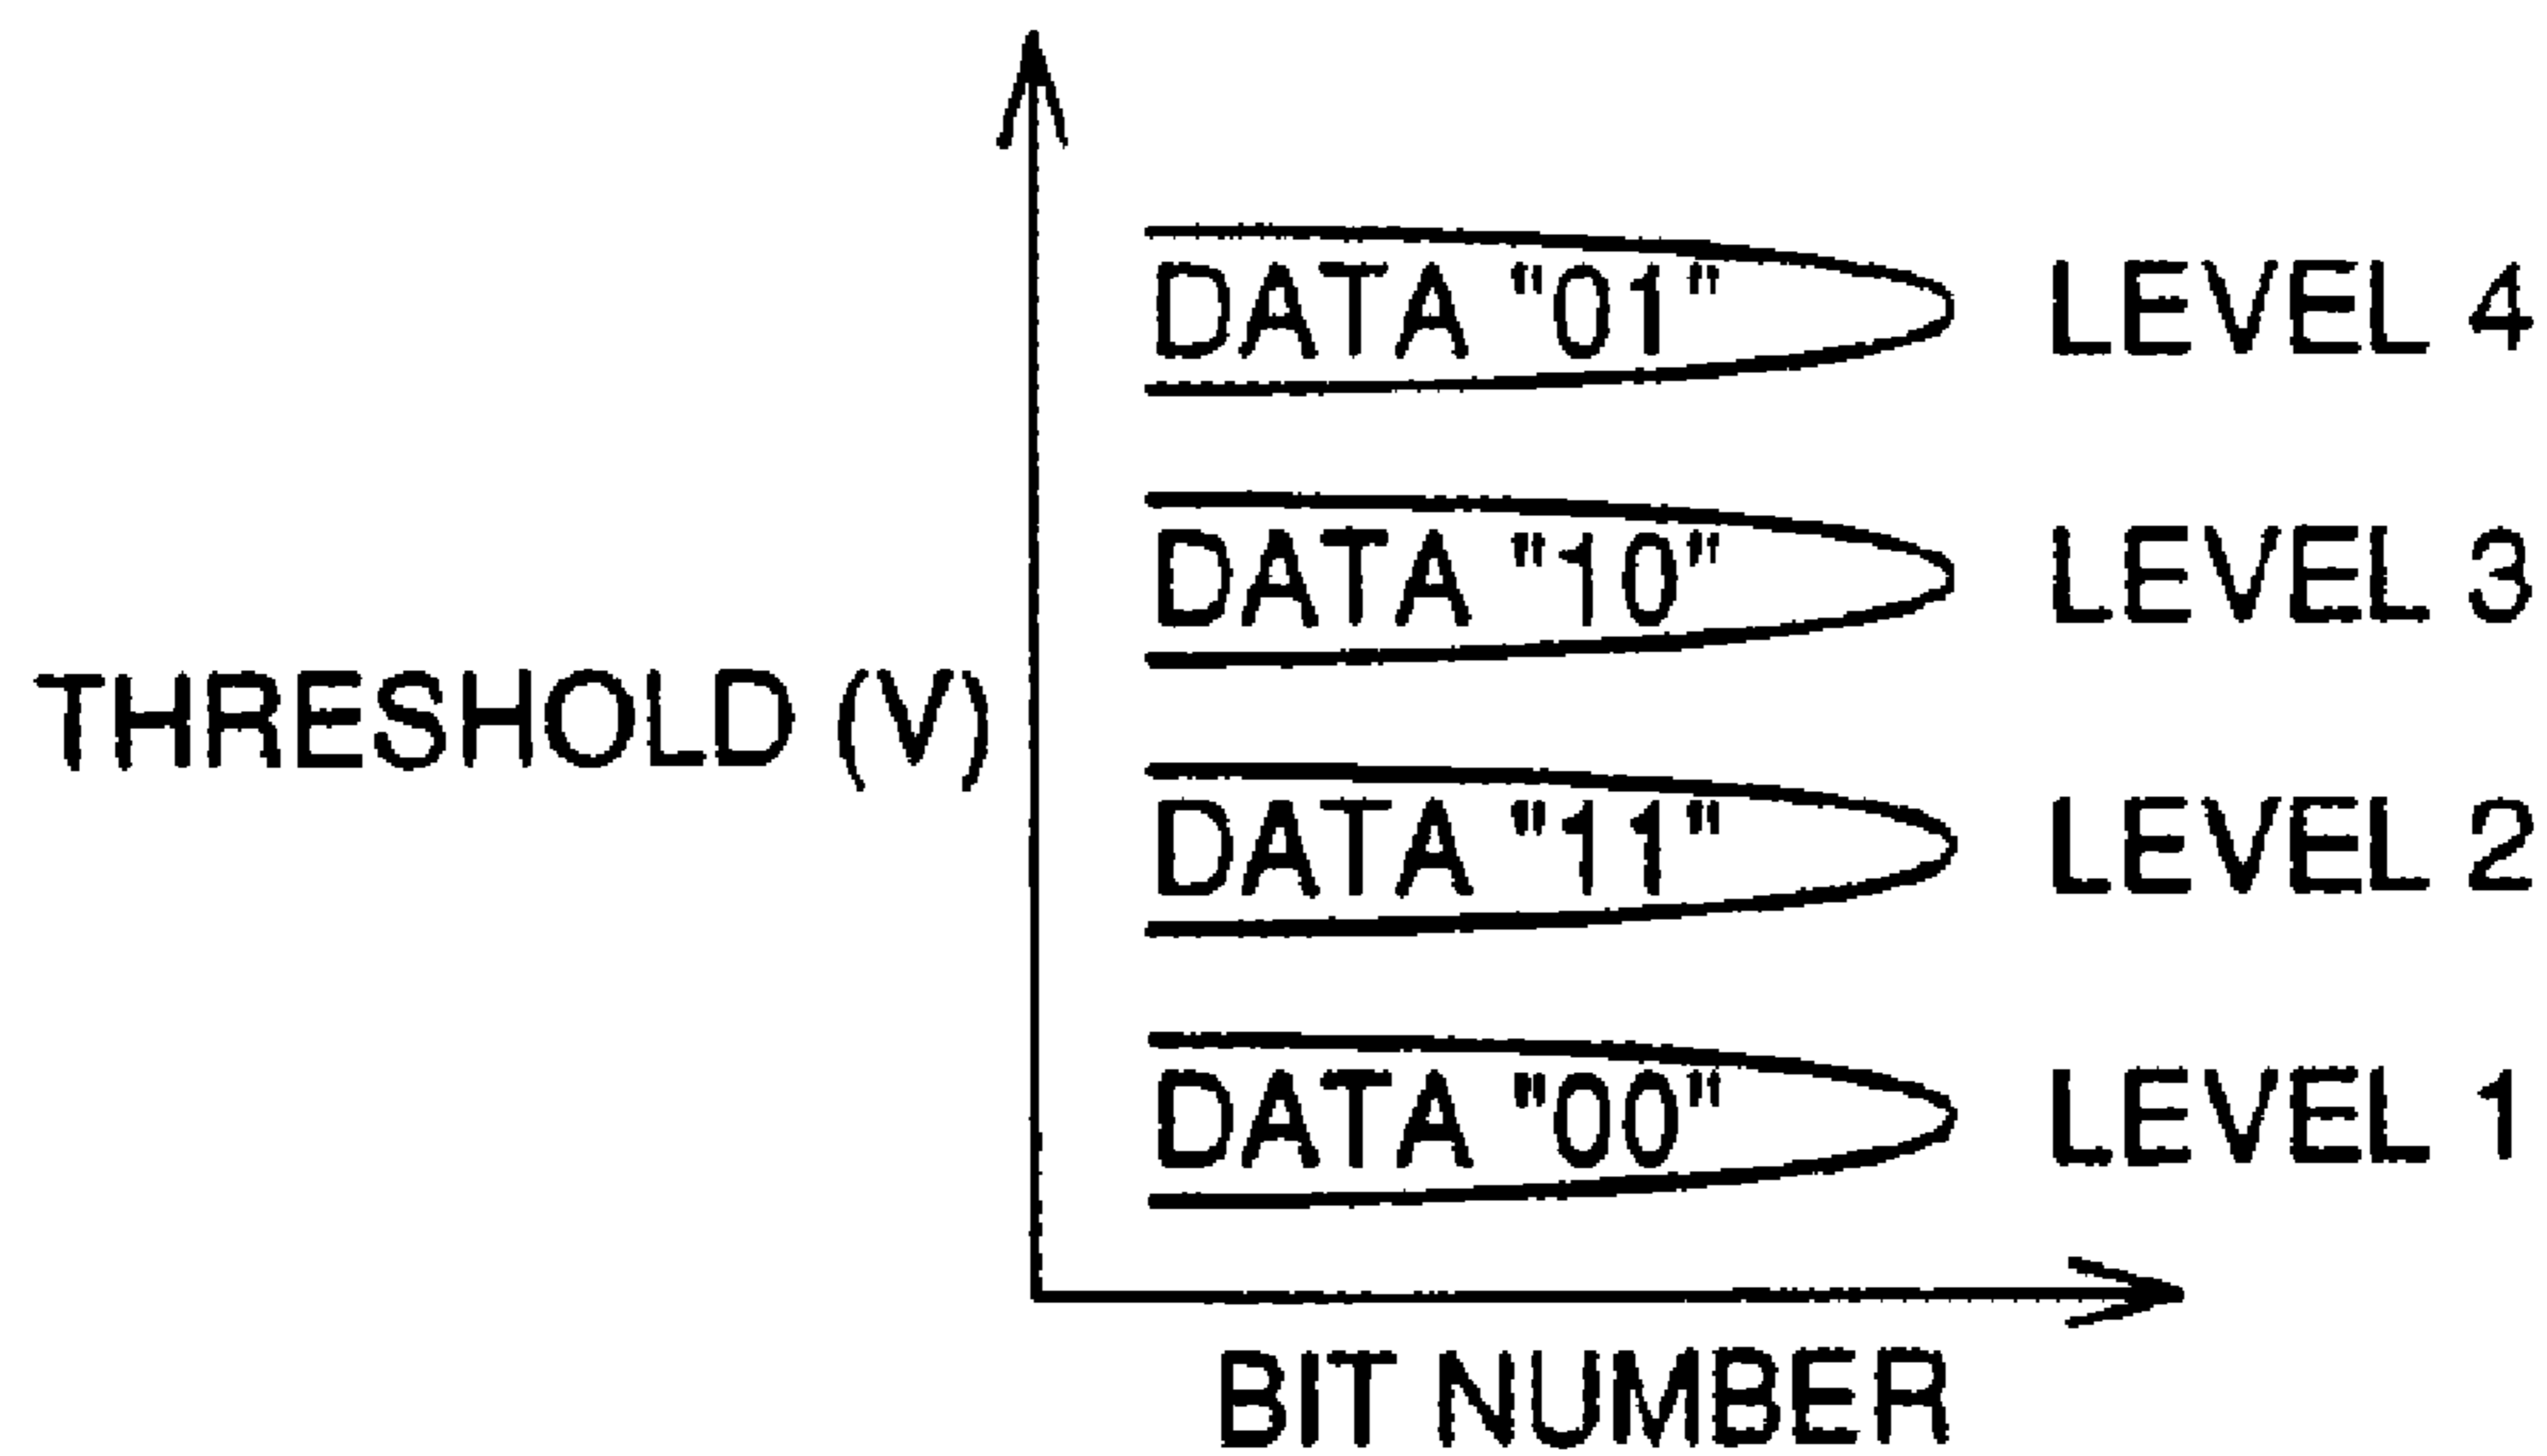 DATA "01" LEVEL 4
DATA "10" LEVEL 3
THRESHOLD (V)
DATA "11" LEVEL 2
DATA "00" LEVEL 1
BIT NUMBER